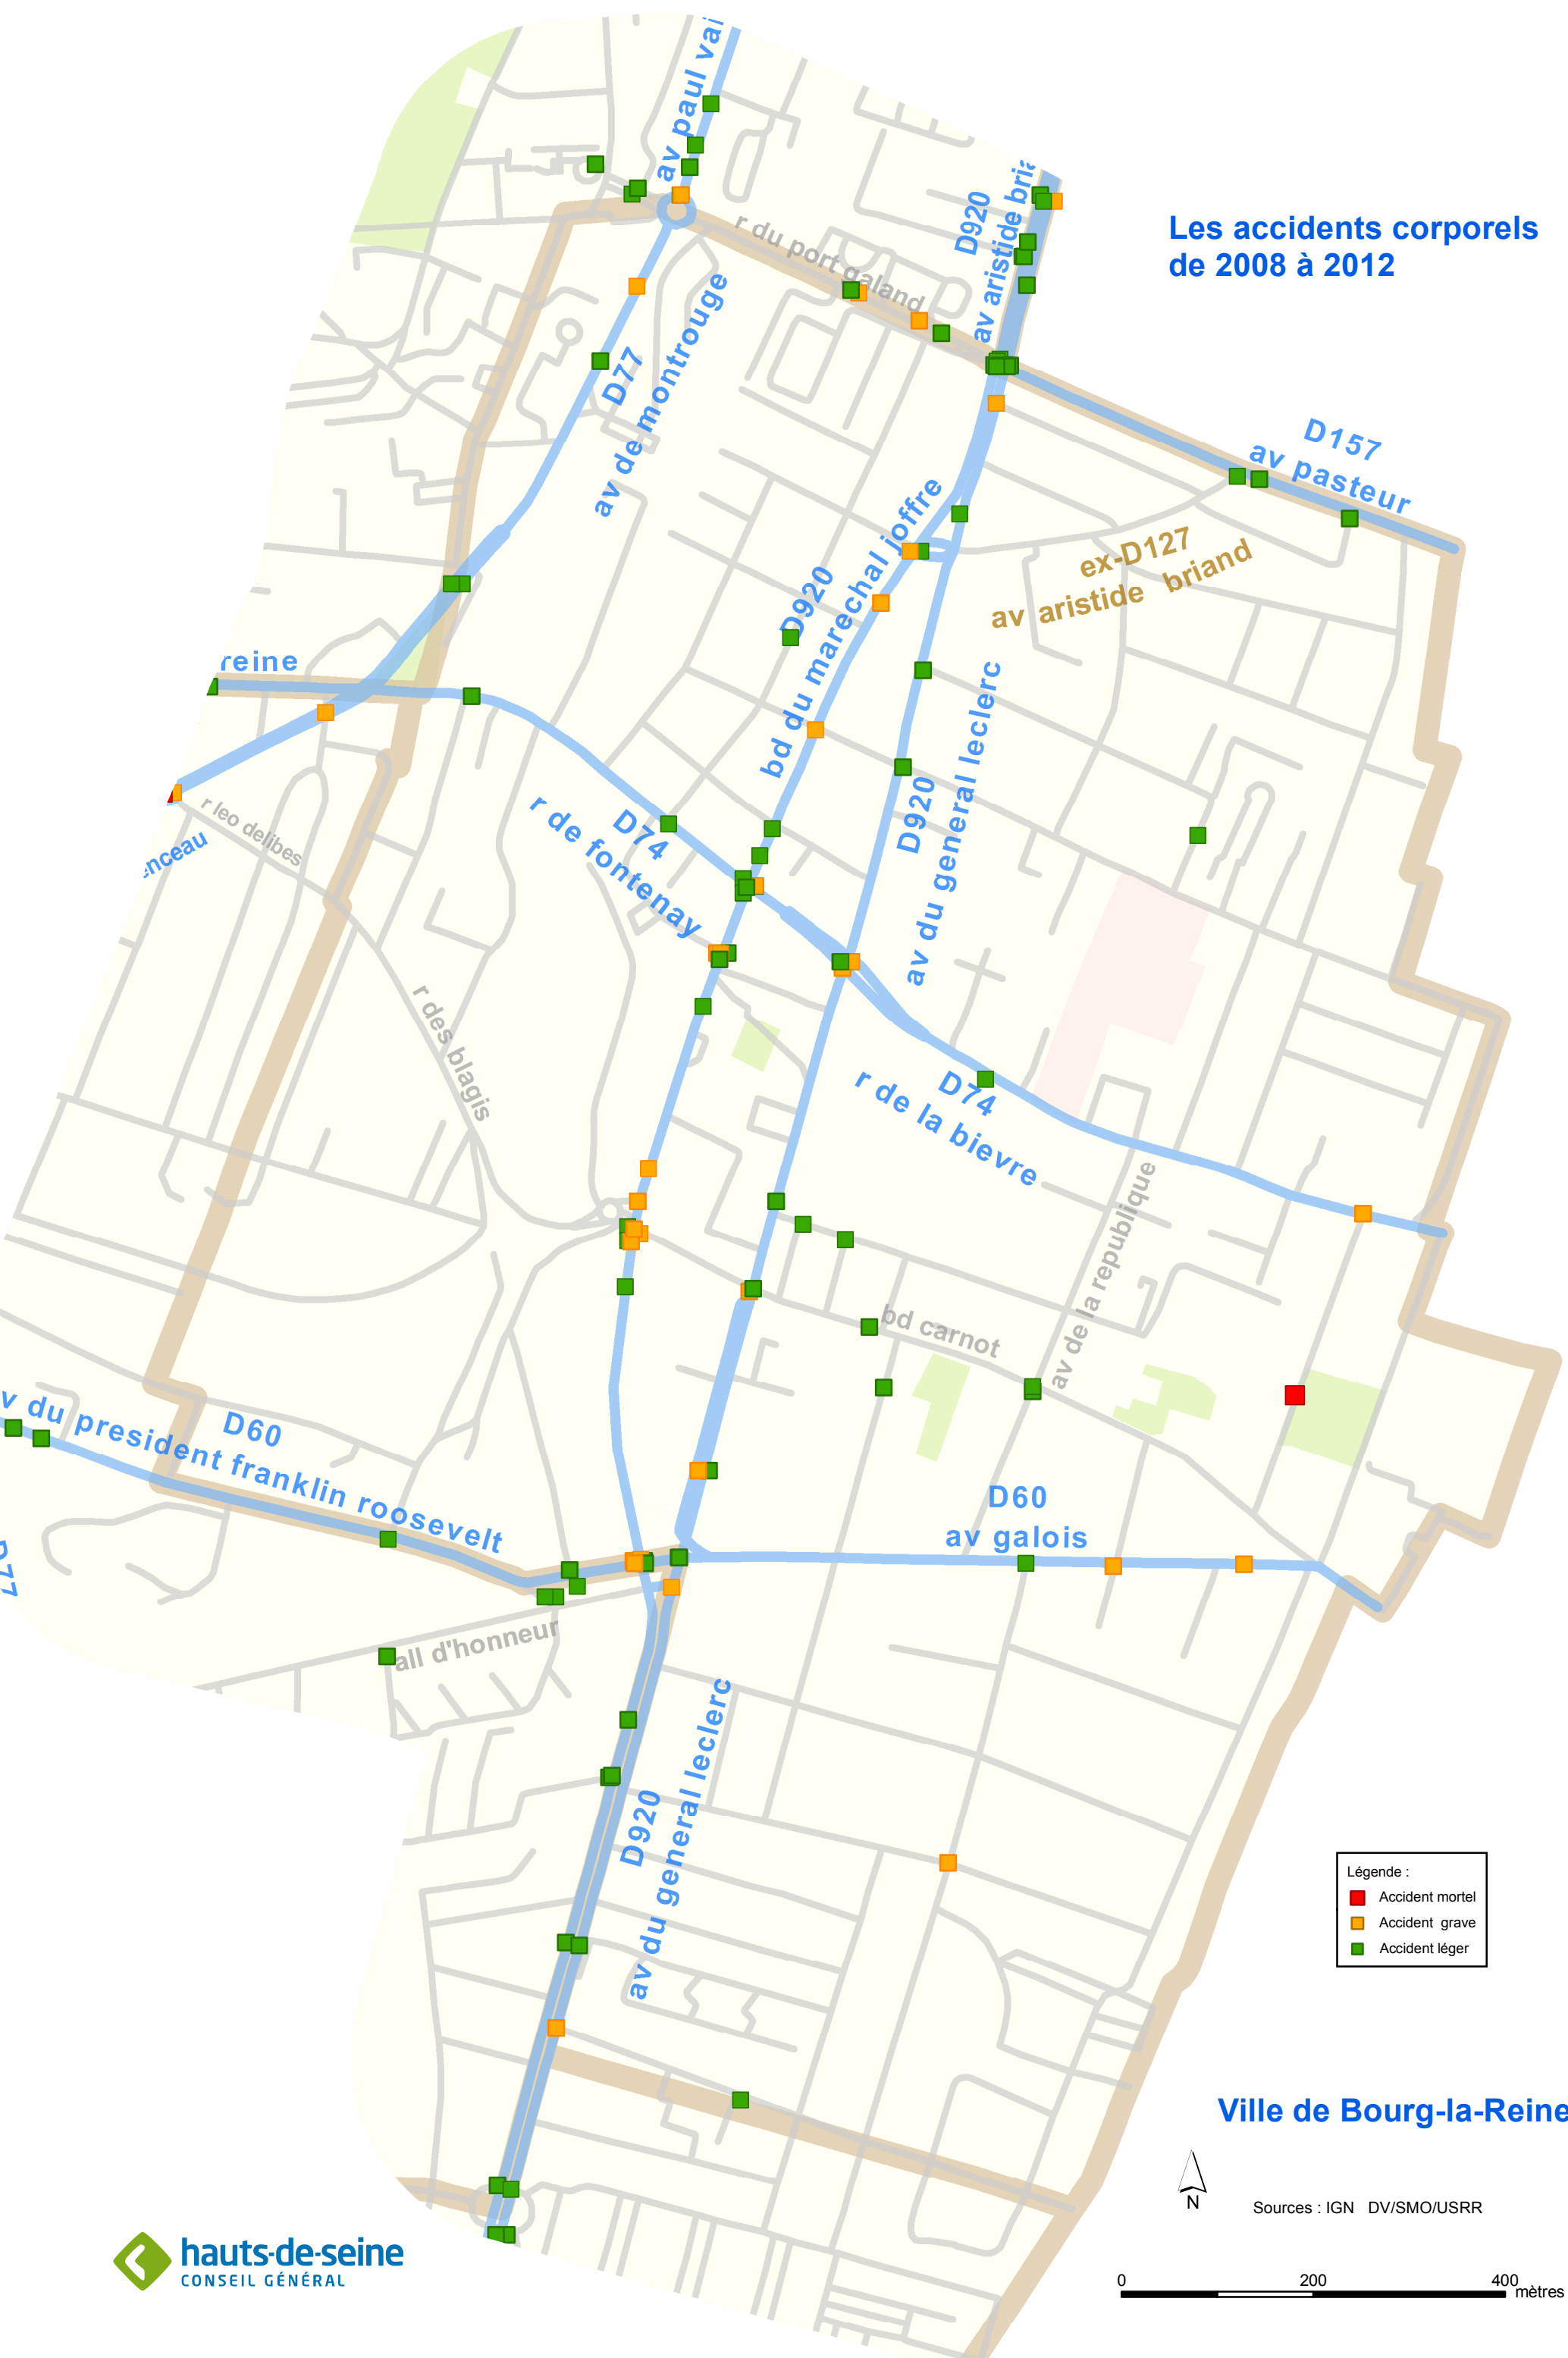 av paul vai
D920
av aristide bria
Les accidents corporels
de 2008 à 2012
r du port galand
D77
av de montrouge
D157
av pasteur
ex-D127
av aristide briand
D920
bd du marechal joffre
reine
D920
av du general leclerc
r leo delibes
enceau
D74
r de fontenay
r des blagis
D74
r de la bievre
av de la republique
bd carnot
v du president franklin roosevelt
D60
D60
av galois
D77
all d'honneur
D920
av du general leclerc
Légende :
Accident mortel
Accident grave
Accident léger
Ville de Bourg-la-Reine
N
Sources : IGN DV/SMO/USRR
hauts-de-seine
CONSEIL GÉNÉRAL
0 200 400
mètres